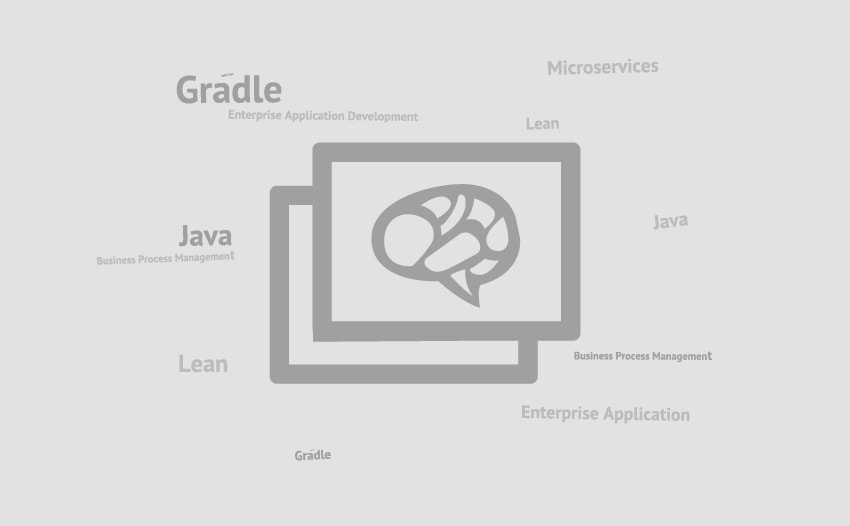 Microservices
Gradle
Enterprise Application Development
Lean
Java
Java
Business Process Management
Business Process Management
Lean
Enterprise Application
Gradle